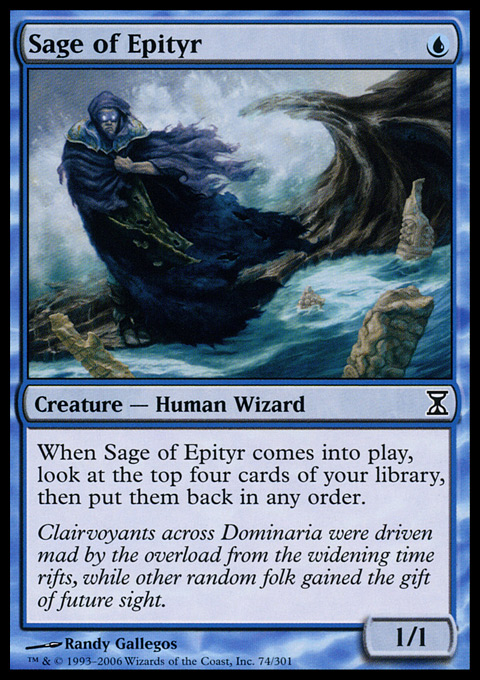 Sage of Epityr
Creature — Human Wizard
When Sage of Epityr comes into play,
look at the top four cards of your library,
then put them back in any order.
Clairvoyants across Dominaria were driven
mad by the overload from the widening time
rifts, while other random folk gained the gift
of future sight.
Randy Gallegos
1/1
™ & © 1993–2006 Wizards of the Coast, Inc. 74/301